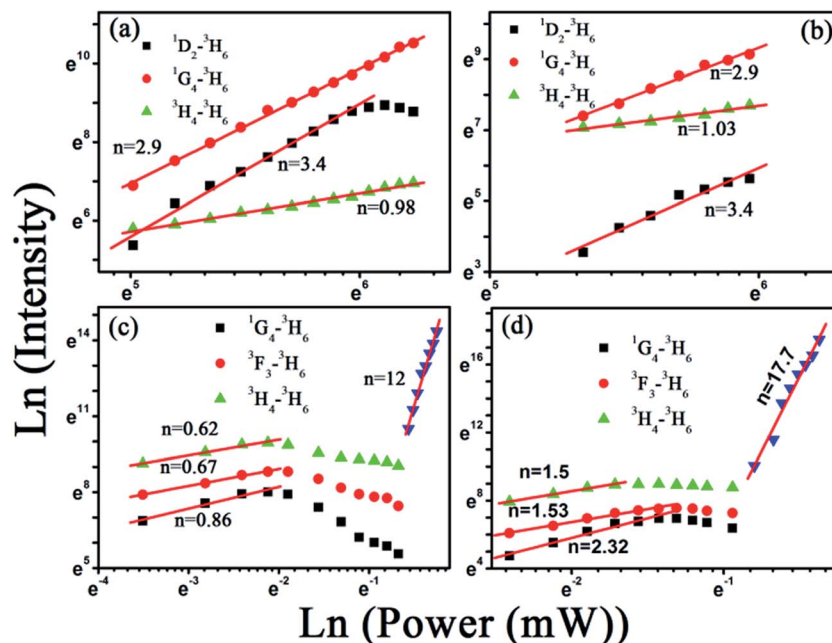 Ln (Intensity)
(a)
¹D₂-³H₆
¹G₄-³H₆
³H₄-³H₆
n=2.9
n=3.4
n=0.98
e¹⁰
e⁸
e⁶
e⁵
e⁶
(b)
¹D₂-³H₆
¹G₄-³H₆
³H₄-³H₆
n=2.9
n=1.03
n=3.4
e⁹
e⁷
e⁵
e³
e⁵
e⁶
(c)
¹G₄-³H₆
³F₃-³H₆
³H₄-³H₆
n=12
n=0.62
n=0.67
n=0.86
e¹⁴
e¹¹
e⁸
e⁵
e⁻⁴
e⁻³
e⁻²
e⁻¹
(d)
¹G₄-³H₆
³F₃-³H₆
³H₄-³H₆
n=17.7
n=1.5
n=1.53
n=2.32
e¹⁶
e¹²
e⁸
e⁴
e⁻²
e⁻¹
Ln (Power (mW))